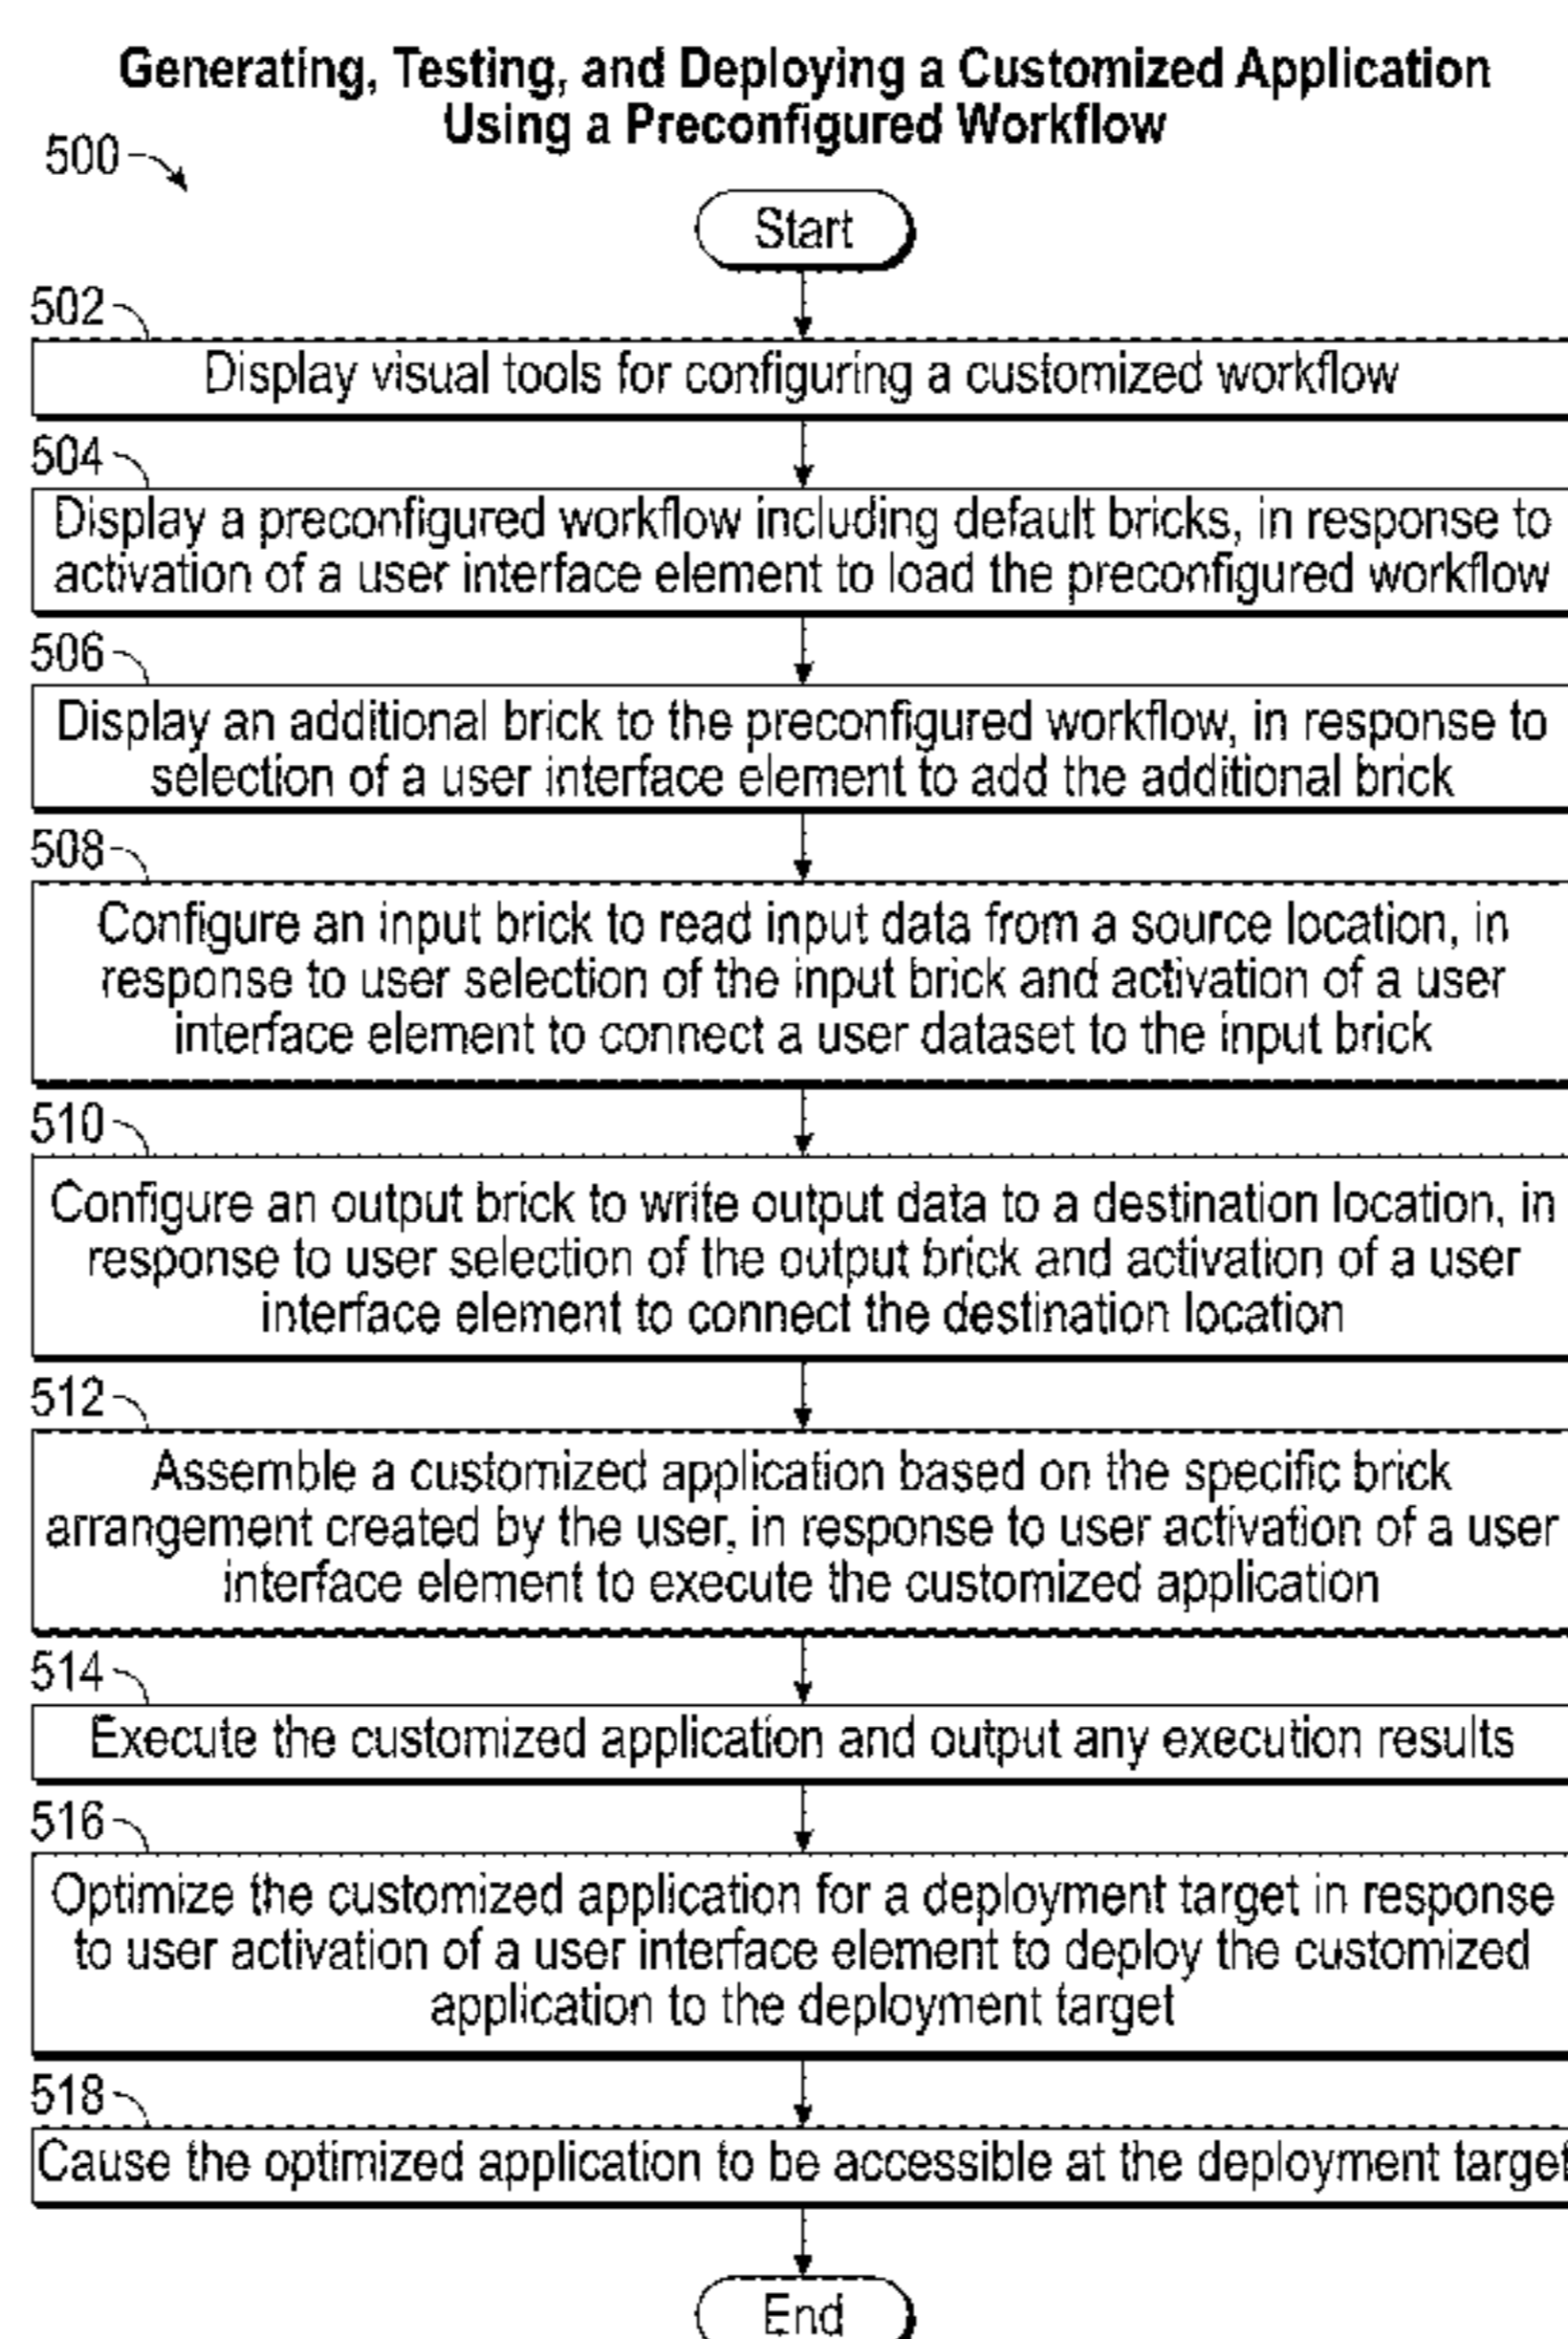 Generating, Testing, and Deploying a Customized Application
Using a Preconfigured Workflow
500
Start
502
Display visual tools for configuring a customized workflow
504
Display a preconfigured workflow including default bricks, in response to
activation of a user interface element to load the preconfigured workflow
506
Display an additional brick to the preconfigured workflow, in response to
selection of a user interface element to add the additional brick
508
Configure an input brick to read input data from a source location, in
response to user selection of the input brick and activation of a user
interface element to connect a user dataset to the input brick
510
Configure an output brick to write output data to a destination location, in
response to user selection of the output brick and activation of a user
interface element to connect the destination location
512
Assemble a customized application based on the specific brick
arrangement created by the user, in response to user activation of a user
interface element to execute the customized application
514
Execute the customized application and output any execution results
516
Optimize the customized application for a deployment target in response
to user activation of a user interface element to deploy the customized
application to the deployment target
518
Cause the optimized application to be accessible at the deployment target
End